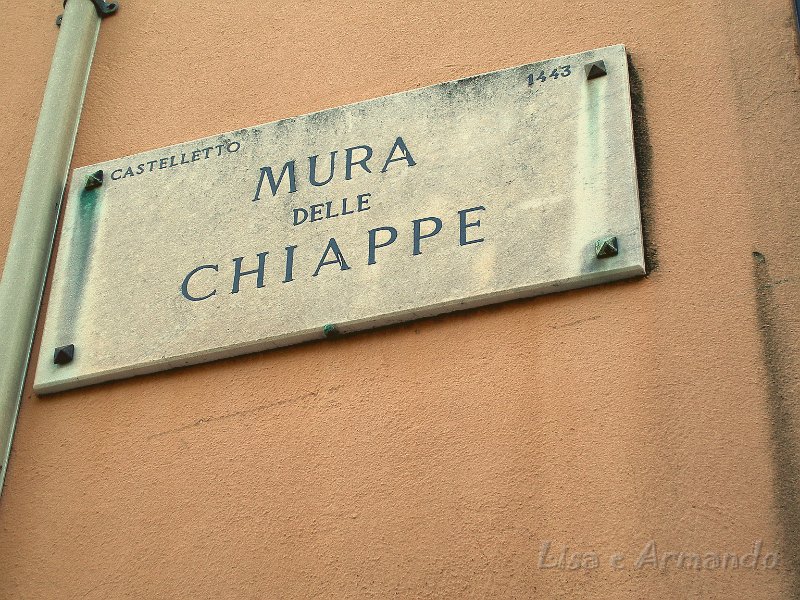 CASTELLETTO 1443
MURA
DELLE
CHIAPPE
Lisa e Armando